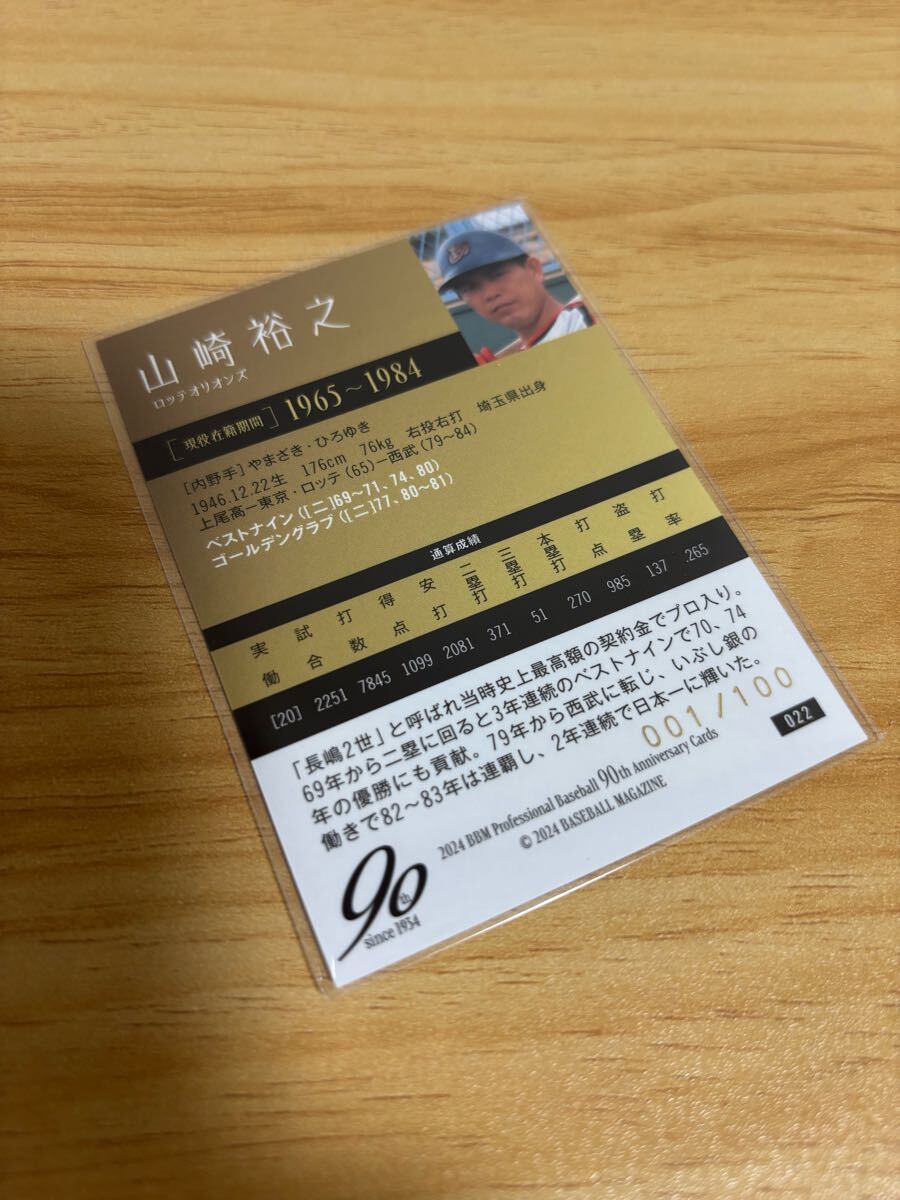 山崎裕之
ロッテオリオンズ
[現役在籍期間] 1965～1984
[内野手]やまざき・ひろゆき
1946.12.22生 176cm 76kg 右投右打 埼玉県出身
上尾高ー東京・ロッテ(65)ー西武(79～84)
ベストナイン([二]69～71、74、80)
ゴールデングラブ([二]77、80～81)
通算成績
実働 試合 打数 得点 安打 二塁打 三塁打 本塁打 打点 盗塁 打率
[20] 2251 7845 1099 2081 371 51 270 985 137 .265
「長嶋2世」と呼ばれ当時史上最高額の契約金でプロ入り。
69年から二塁に回ると3年連続のベストナインで70、74
年の優勝にも貢献。79年から西武に転じ、いぶし銀の
働きで82～83年は連覇し、2年連続で日本一に輝いた。
001/100
022
2024 BBM Professional Baseball 90th Anniversary Cards
© 2024 BASEBALL MAGAZINE
90th
since 1934